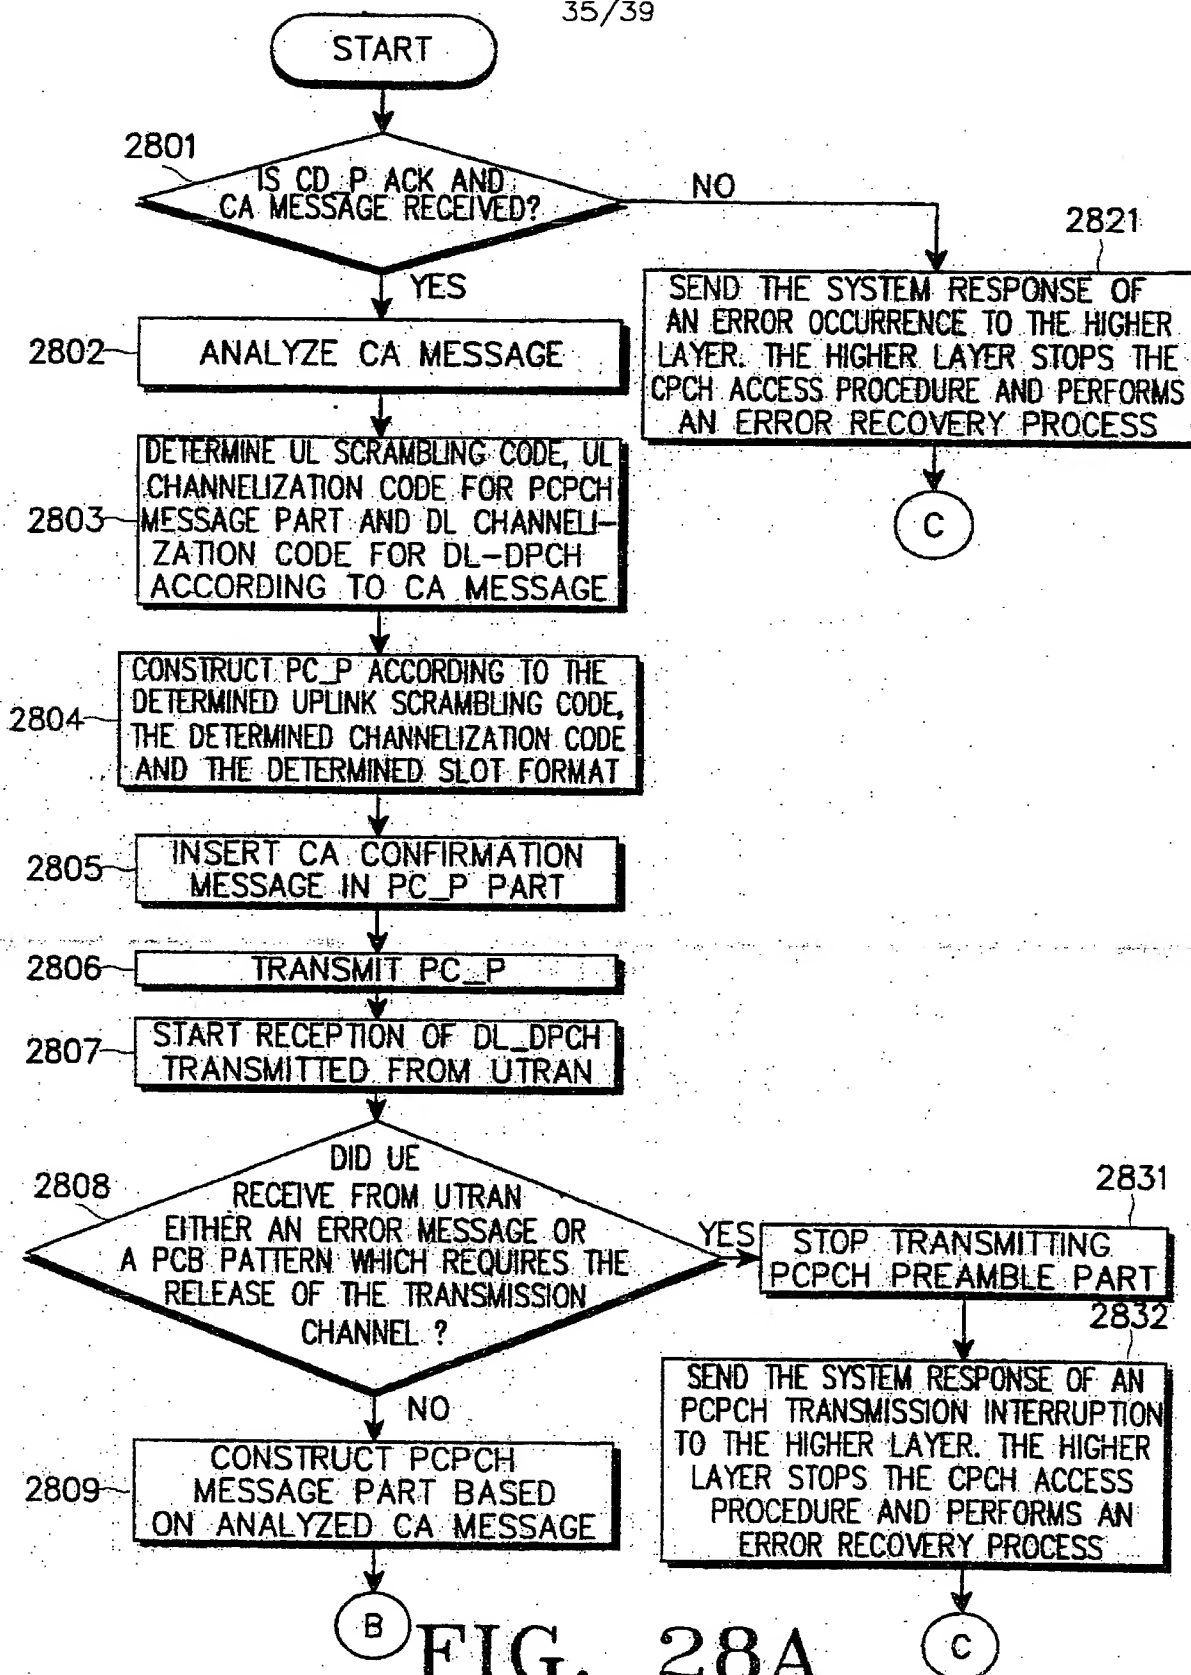 35/39
START
2801
IS CD_P ACK AND
CA MESSAGE RECEIVED?
NO
YES
2821
SEND THE SYSTEM RESPONSE OF
AN ERROR OCCURRENCE TO THE HIGHER
LAYER. THE HIGHER LAYER STOPS THE
CPCH ACCESS PROCEDURE AND PERFORMS
AN ERROR RECOVERY PROCESS
C
2802
ANALYZE CA MESSAGE
2803
DETERMINE UL SCRAMBLING CODE, UL
CHANNELIZATION CODE FOR PCPCH
MESSAGE PART AND DL CHANNELI-
ZATION CODE FOR DL-DPCH
ACCORDING TO CA MESSAGE
2804
CONSTRUCT PC_P ACCORDING TO THE
DETERMINED UPLINK SCRAMBLING CODE,
THE DETERMINED CHANNELIZATION CODE
AND THE DETERMINED SLOT FORMAT
2805
INSERT CA CONFIRMATION
MESSAGE IN PC_P PART
2806
TRANSMIT PC_P
2807
START RECEPTION OF DL_DPCH
TRANSMITTED FROM UTRAN
2808
DID UE
RECEIVE FROM UTRAN
EITHER AN ERROR MESSAGE OR
A PCB PATTERN WHICH REQUIRES THE
RELEASE OF THE TRANSMISSION
CHANNEL ?
YES
NO
2831
STOP TRANSMITTING
PCPCH PREAMBLE PART
2832
SEND THE SYSTEM RESPONSE OF AN
PCPCH TRANSMISSION INTERRUPTION
TO THE HIGHER LAYER. THE HIGHER
LAYER STOPS THE CPCH ACCESS
PROCEDURE AND PERFORMS AN
ERROR RECOVERY PROCESS
C
2809
CONSTRUCT PCPCH
MESSAGE PART BASED
ON ANALYZED CA MESSAGE
B
FIG. 28A